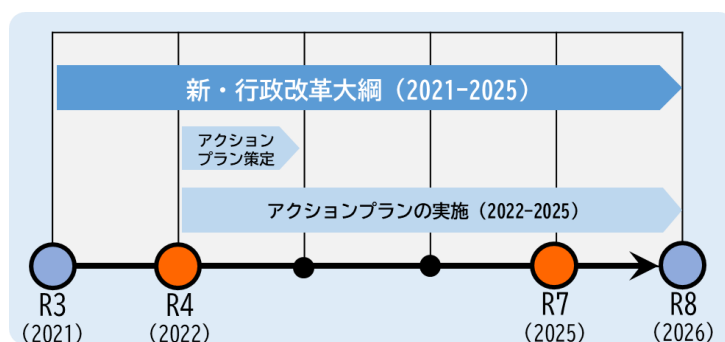 新・行政改革大綱（2021-2025）
アクション
プラン策定
アクションプランの実施（2022-2025）
R3
(2021)
R4
(2022)
R7
(2025)
R8
(2026)